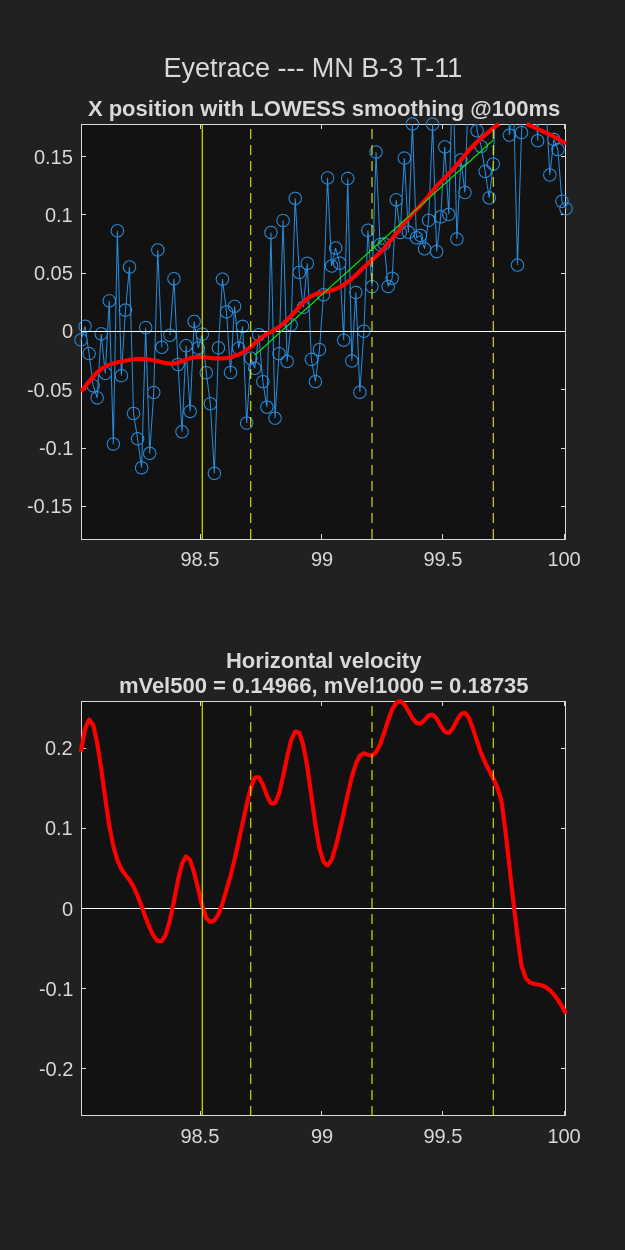 Eyetrace --- MN B-3 T-11
X position with LOWESS smoothing @100ms
0.15
0.1
0.05
0
-0.05
-0.1
-0.15
98.5 99 99.5 100
Horizontal velocity
mVel500 = 0.14966, mVel1000 = 0.18735
0.2
0.1
0
-0.1
-0.2
98.5 99 99.5 100